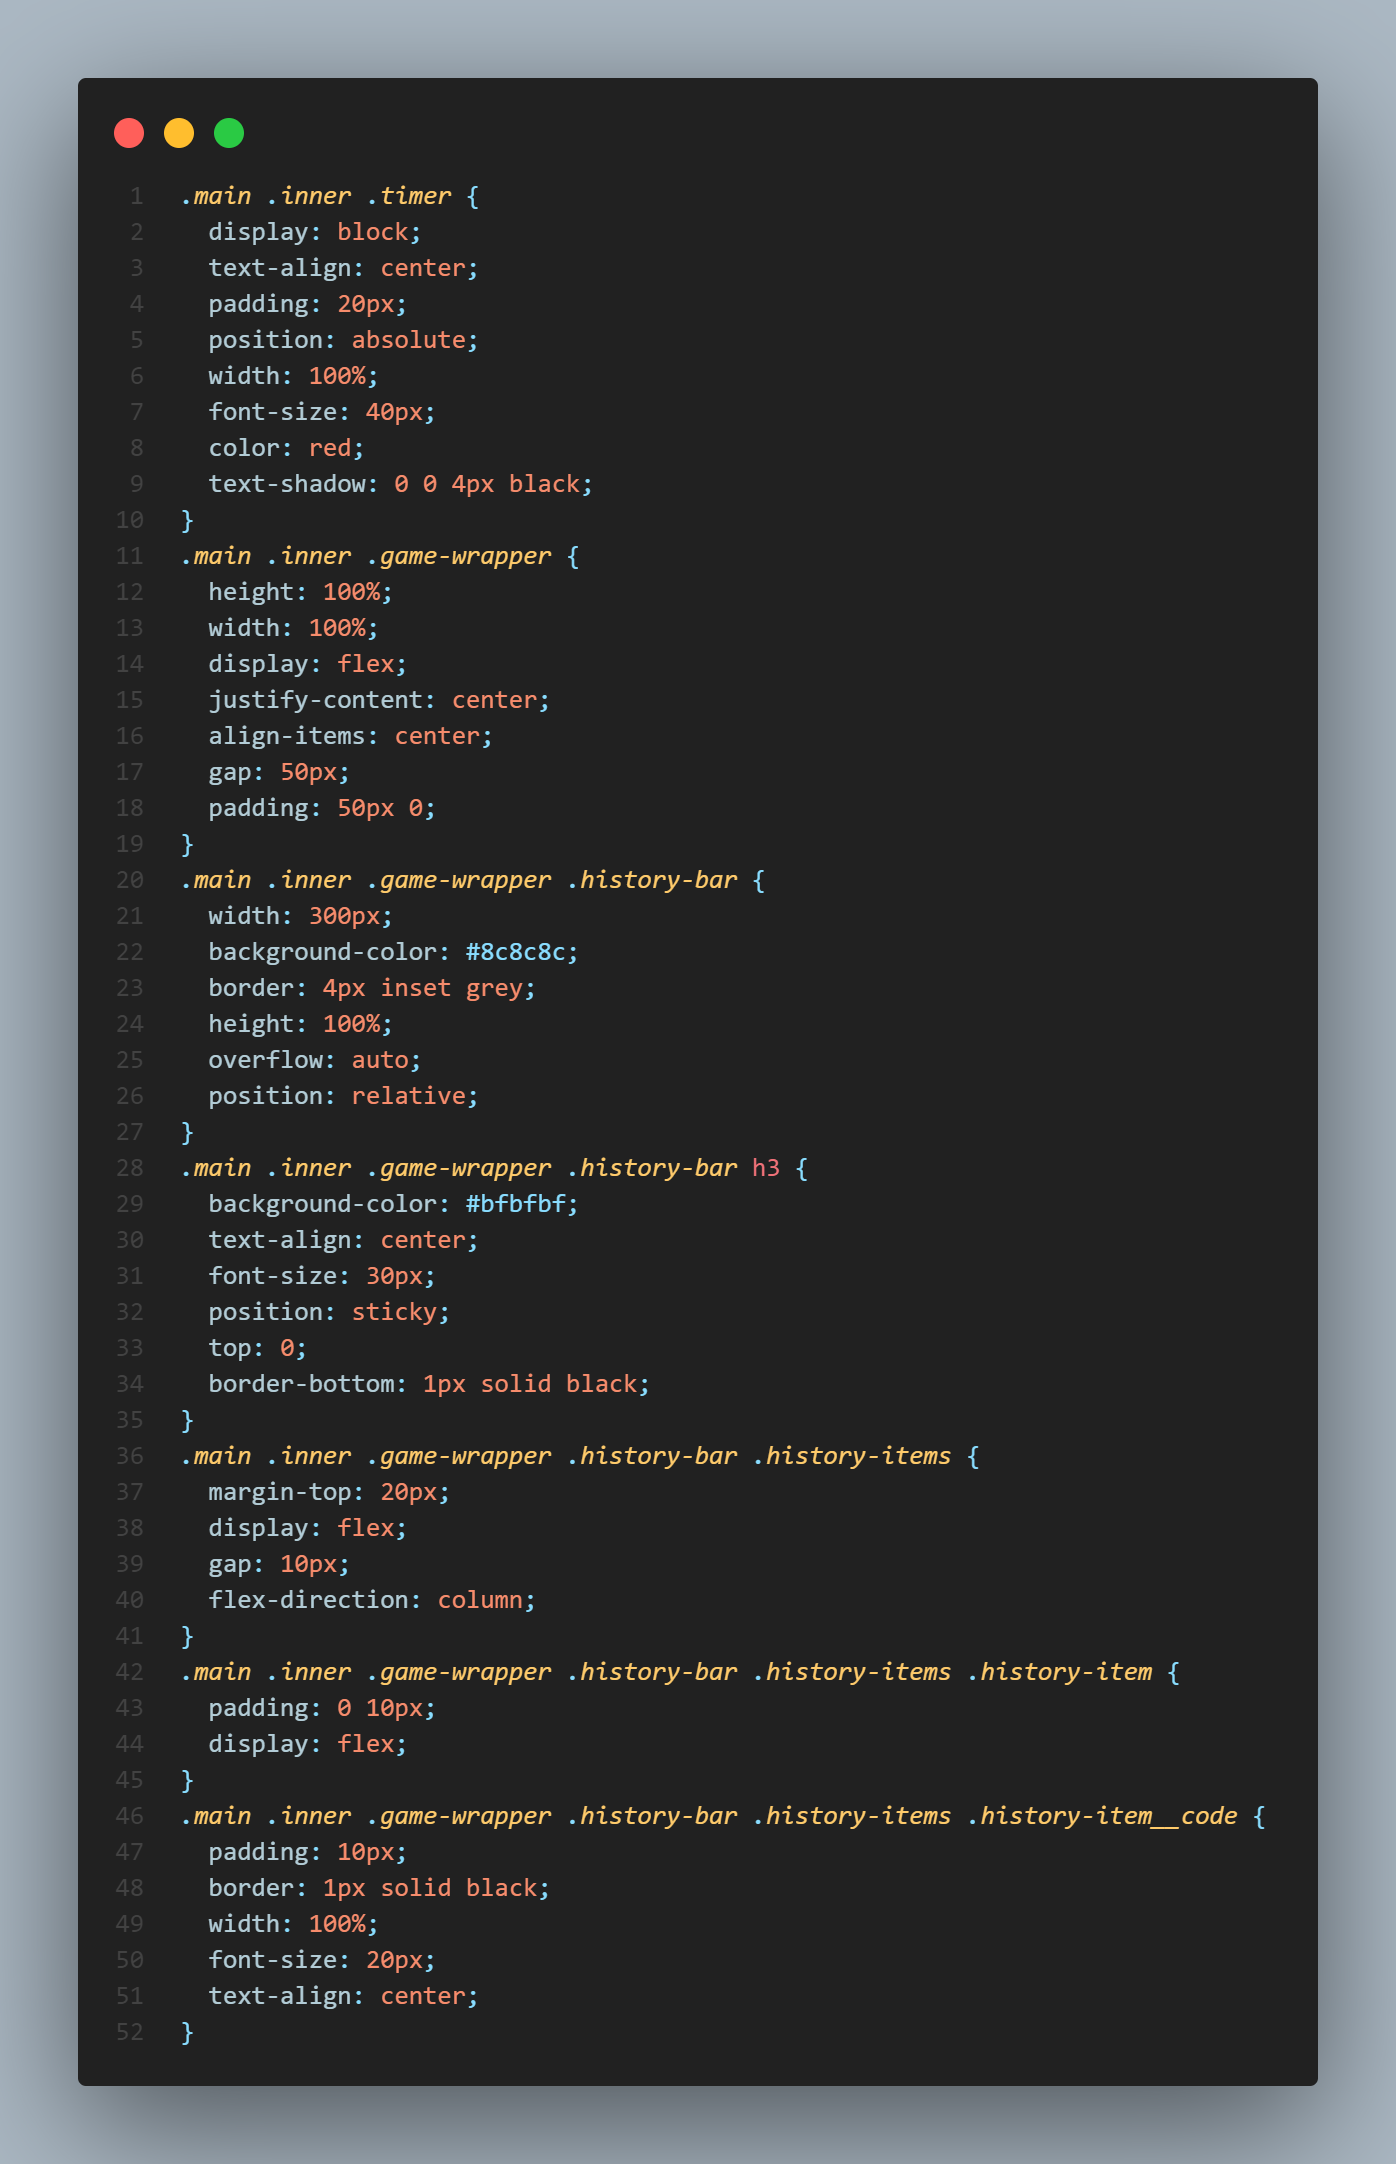 1 .main .inner .timer {
2   display: block;
3   text-align: center;
4   padding: 20px;
5   position: absolute;
6   width: 100%;
7   font-size: 40px;
8   color: red;
9   text-shadow: 0 0 4px black;
10 }
11 .main .inner .game-wrapper {
12   height: 100%;
13   width: 100%;
14   display: flex;
15   justify-content: center;
16   align-items: center;
17   gap: 50px;
18   padding: 50px 0;
19 }
20 .main .inner .game-wrapper .history-bar {
21   width: 300px;
22   background-color: #8c8c8c;
23   border: 4px inset grey;
24   height: 100%;
25   overflow: auto;
26   position: relative;
27 }
28 .main .inner .game-wrapper .history-bar h3 {
29   background-color: #bfbfbf;
30   text-align: center;
31   font-size: 30px;
32   position: sticky;
33   top: 0;
34   border-bottom: 1px solid black;
35 }
36 .main .inner .game-wrapper .history-bar .history-items {
37   margin-top: 20px;
38   display: flex;
39   gap: 10px;
40   flex-direction: column;
41 }
42 .main .inner .game-wrapper .history-bar .history-items .history-item {
43   padding: 0 10px;
44   display: flex;
45 }
46 .main .inner .game-wrapper .history-bar .history-items .history-item__code {
47   padding: 10px;
48   border: 1px solid black;
49   width: 100%;
50   font-size: 20px;
51   text-align: center;
52 }